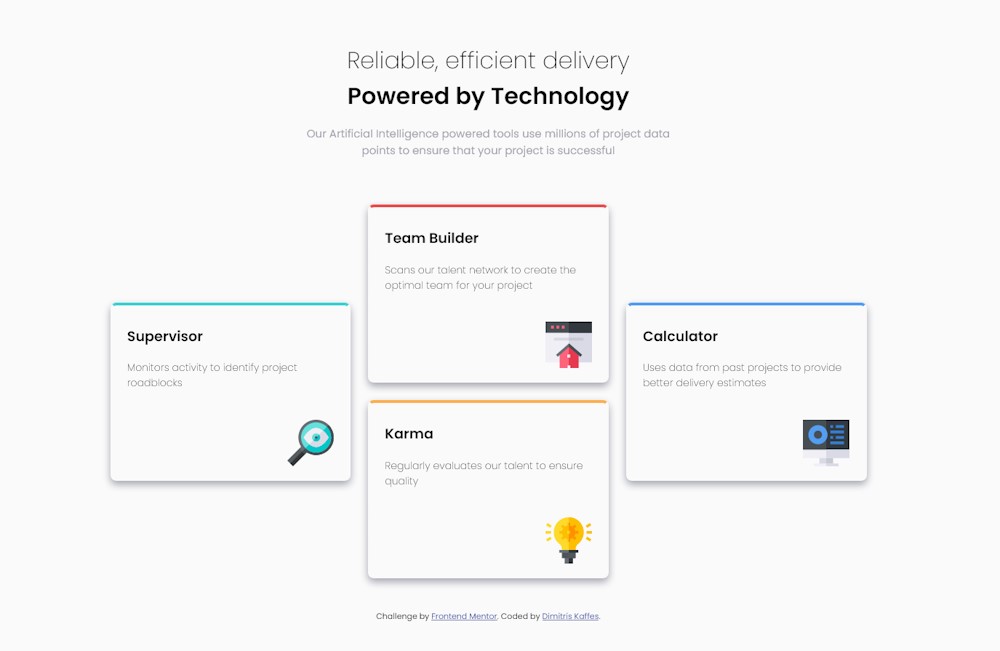 Reliable, efficient delivery
Powered by Technology
Our Artificial Intelligence powered tools use millions of project data
points to ensure that your project is successful
Supervisor
Monitors activity to identify project
roadblocks
Team Builder
Scans our talent network to create the
optimal team for your project
Karma
Regularly evaluates our talent to ensure
quality
Calculator
Uses data from past projects to provide
better delivery estimates
Challenge by Frontend Mentor. Coded by Dimitris Kaffes.